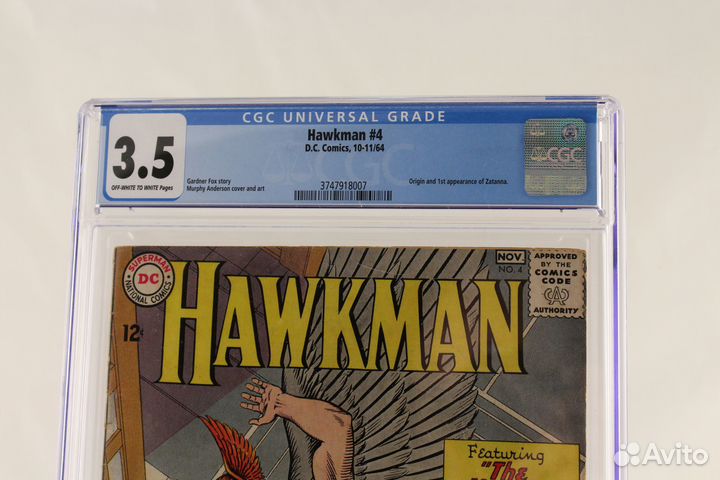 CGC UNIVERSAL GRADE
3.5
OFF-WHITE TO WHITE Pages
Hawkman #4
D.C. Comics, 10-11/64
Gardner Fox story
Murphy Anderson cover and art
3747918007
Origin and 1st appearance of Zatanna.
CGC
SUPERMAN
DC
NATIONAL COMICS
12¢
HAWKMAN
NOV.
NO. 4
APPROVED
BY THE
COMICS
CODE
CA
AUTHORITY
Featuring
"The
Avito